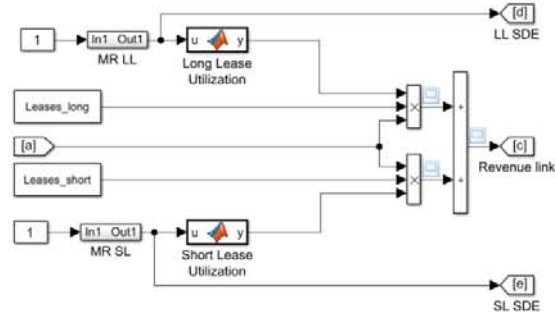 [d]
LL SDE
1
In1 Out1
MR LL
u y
Long Lease
Utilization
Leases_long
×
+
[a]
[c]
Revenue link
Leases_short
×
+
1
In1 Out1
MR SL
u y
Short Lease
Utilization
[e]
SL SDE